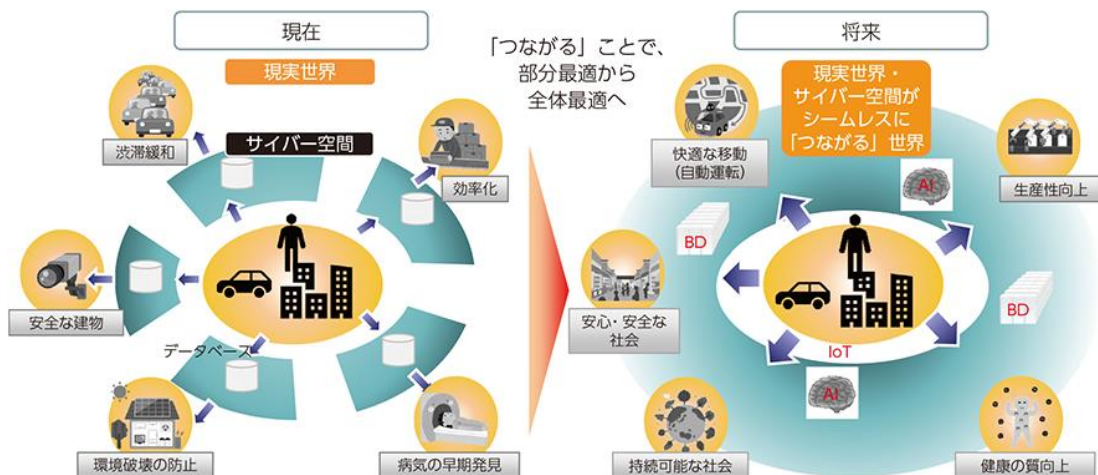 現在
現実世界
サイバー空間
渋滞緩和
効率化
安全な建物
データベース
環境破壊の防止
病気の早期発見
「つながる」ことで、
部分最適から
全体最適へ
将来
現実世界・
サイバー空間が
シームレスに
「つながる」世界
快適な移動
(自動運転)
AI
生産性向上
BD
BD
安心・安全な
社会
IoT
AI
持続可能な社会
健康の質向上